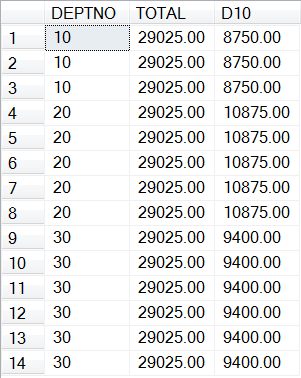 DEPTNO TOTAL D10
1 10 29025.00 8750.00
2 10 29025.00 8750.00
3 10 29025.00 8750.00
4 20 29025.00 10875.00
5 20 29025.00 10875.00
6 20 29025.00 10875.00
7 20 29025.00 10875.00
8 20 29025.00 10875.00
9 30 29025.00 9400.00
10 30 29025.00 9400.00
11 30 29025.00 9400.00
12 30 29025.00 9400.00
13 30 29025.00 9400.00
14 30 29025.00 9400.00